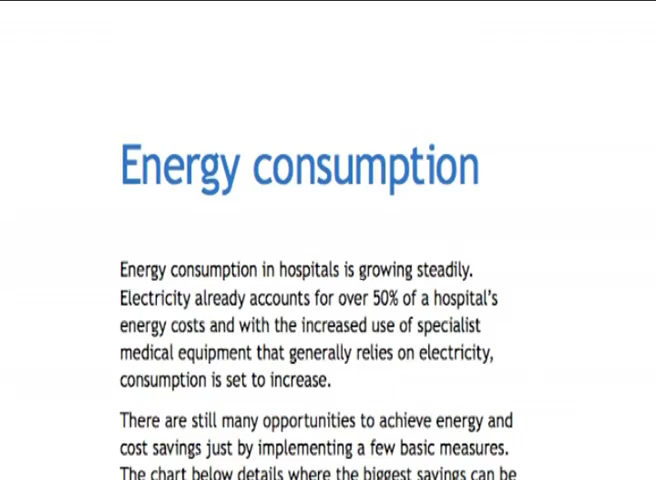 Energy consumption
Energy consumption in hospitals is growing steadily.
Electricity already accounts for over 50% of a hospital's
energy costs and with the increased use of specialist
medical equipment that generally relies on electricity,
consumption is set to increase.
There are still many opportunities to achieve energy and
cost savings just by implementing a few basic measures.
The chart below details where the biggest savings can be